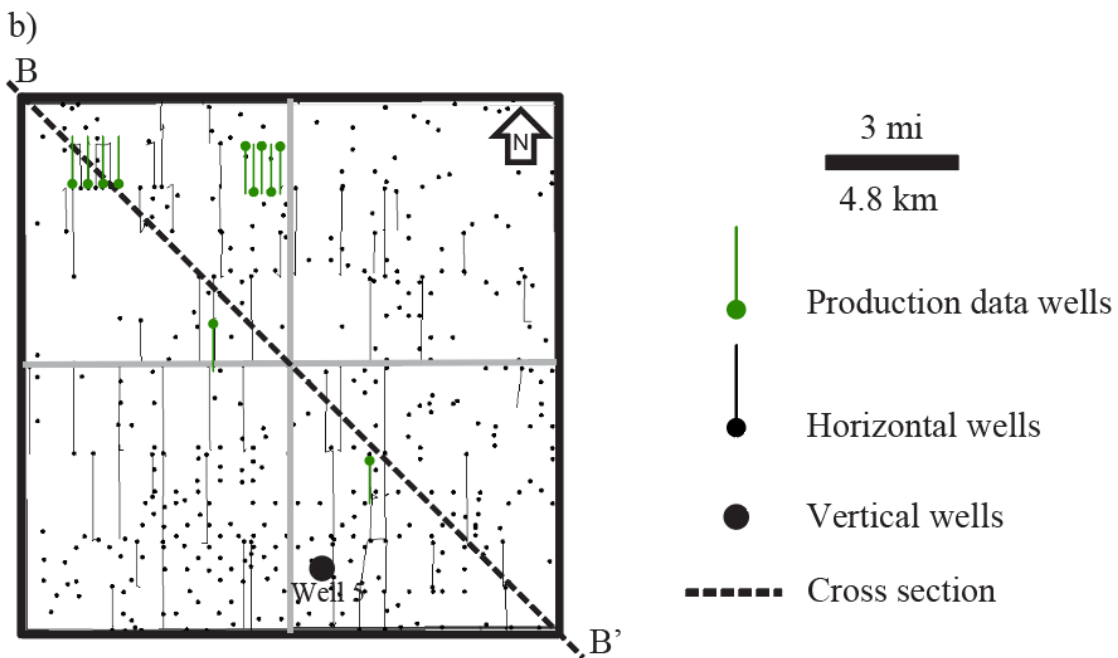 b)
B
N
3 mi
4.8 km
Production data wells
Horizontal wells
Vertical wells
Well 5
Cross section
B’